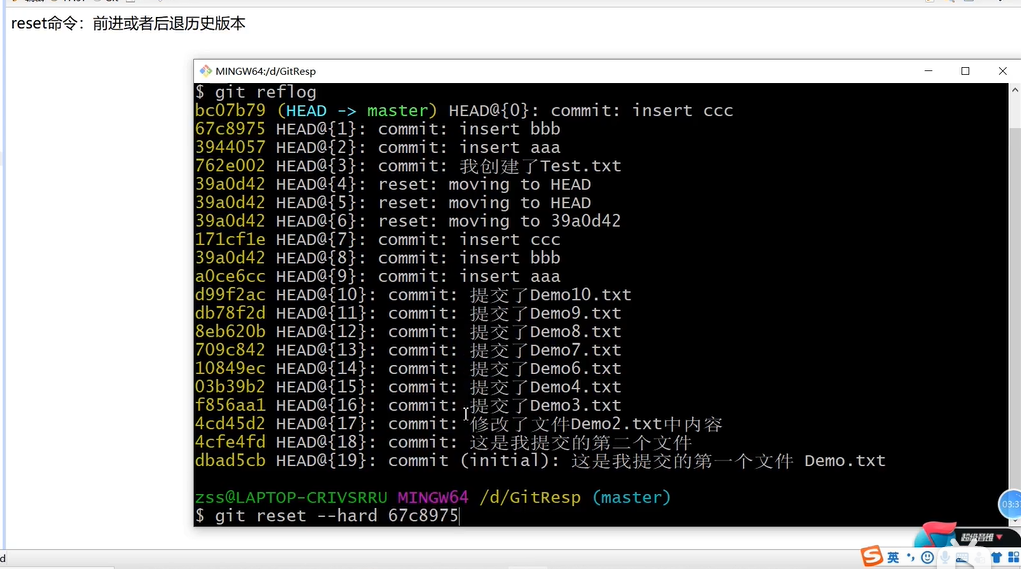 reset命令：前进或者后退历史版本
MINGW64:/d/GitResp
$ git reflog
bc07b79 (HEAD -> master) HEAD@{0}: commit: insert ccc
67c8975 HEAD@{1}: commit: insert bbb
3944057 HEAD@{2}: commit: insert aaa
762e002 HEAD@{3}: commit: 我创建了Test.txt
39a0d42 HEAD@{4}: reset: moving to HEAD
39a0d42 HEAD@{5}: reset: moving to HEAD
39a0d42 HEAD@{6}: reset: moving to 39a0d42
171cf1e HEAD@{7}: commit: insert ccc
39a0d42 HEAD@{8}: commit: insert bbb
a0ce6cc HEAD@{9}: commit: insert aaa
d99f2ac HEAD@{10}: commit: 提交了Demo10.txt
db78f2d HEAD@{11}: commit: 提交了Demo9.txt
8eb620b HEAD@{12}: commit: 提交了Demo8.txt
709c842 HEAD@{13}: commit: 提交了Demo7.txt
10849ec HEAD@{14}: commit: 提交了Demo6.txt
03b39b2 HEAD@{15}: commit: 提交了Demo4.txt
f856aa1 HEAD@{16}: commit: 提交了Demo3.txt
4cd45d2 HEAD@{17}: commit: 修改了文件Demo2.txt中内容
4cfe4fd HEAD@{18}: commit: 这是我提交的第二个文件
dbad5cb HEAD@{19}: commit (initial): 这是我提交的第一个文件 Demo.txt
zss@LAPTOP-CRIVSRRU MINGW64 /d/GitResp (master)
$ git reset --hard 67c8975
03:3
英